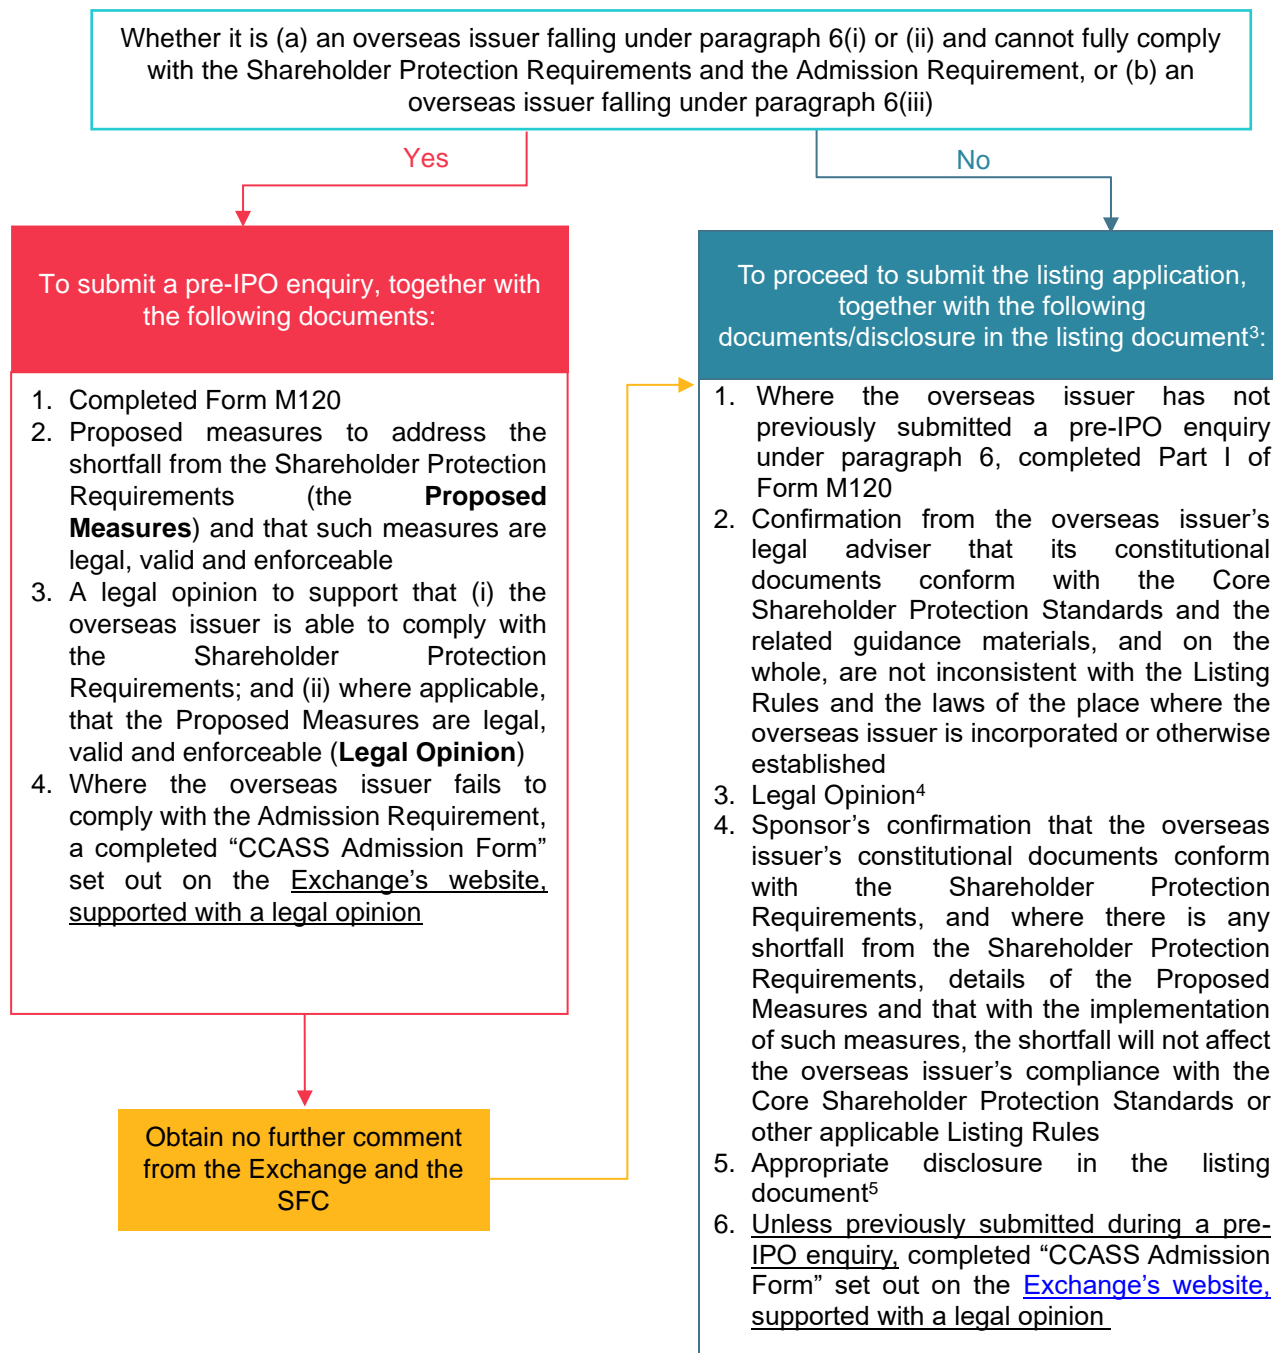 Whether it is (a) an overseas issuer falling under paragraph 6(i) or (ii) and cannot fully comply
with the Shareholder Protection Requirements and the Admission Requirement, or (b) an
overseas issuer falling under paragraph 6(iii)
Yes
No
To submit a pre-IPO enquiry, together with
the following documents:
1. Completed Form M120
2. Proposed measures to address the
shortfall from the Shareholder Protection
Requirements (the Proposed
Measures) and that such measures are
legal, valid and enforceable
3. A legal opinion to support that (i) the
overseas issuer is able to comply with
the Shareholder Protection
Requirements; and (ii) where applicable,
that the Proposed Measures are legal,
valid and enforceable (Legal Opinion)
4. Where the overseas issuer fails to
comply with the Admission Requirement,
a completed “CCASS Admission Form”
set out on the Exchange’s website,
supported with a legal opinion
Obtain no further comment
from the Exchange and the
SFC
To proceed to submit the listing application,
together with the following
documents/disclosure in the listing document³:
1. Where the overseas issuer has not
previously submitted a pre-IPO enquiry
under paragraph 6, completed Part I of
Form M120
2. Confirmation from the overseas issuer’s
legal adviser that its constitutional
documents conform with the Core
Shareholder Protection Standards and the
related guidance materials, and on the
whole, are not inconsistent with the Listing
Rules and the laws of the place where the
overseas issuer is incorporated or otherwise
established
3. Legal Opinion⁴
4. Sponsor’s confirmation that the overseas
issuer’s constitutional documents conform
with the Shareholder Protection
Requirements, and where there is any
shortfall from the Shareholder Protection
Requirements, details of the Proposed
Measures and that with the implementation
of such measures, the shortfall will not affect
the overseas issuer’s compliance with the
Core Shareholder Protection Standards or
other applicable Listing Rules
5. Appropriate disclosure in the listing
document⁵
6. Unless previously submitted during a pre-
IPO enquiry, completed “CCASS Admission
Form” set out on the Exchange’s website,
supported with a legal opinion